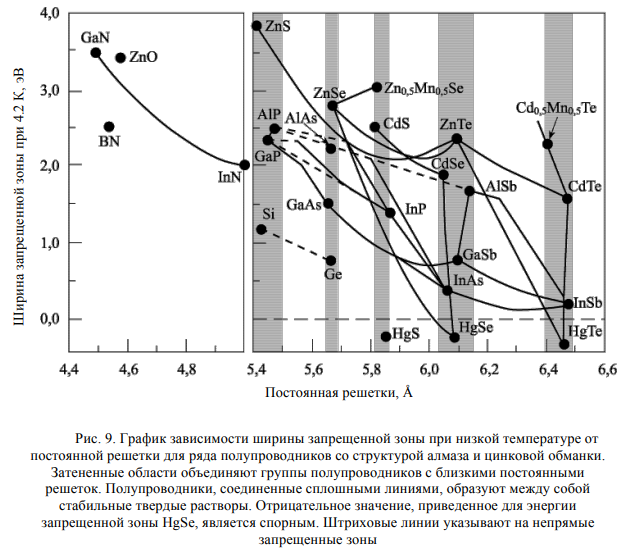 Ширина запрещенной зоны при 4.2 K, эВ
4,0
3,0
2,0
1,0
0,0
GaN
ZnO
BN
InN
ZnS
ZnSe
Zn0,5Mn0,5Se
AlP
AlAs
CdS
GaP
ZnTe
Cd0,5Mn0,5Te
CdSe
AlSb
CdTe
Si
GaAs
InP
Ge
GaSb
InAs
InSb
HgS
HgSe
HgTe
4,4 4,6 4,8 5,0 5,4 5,6 5,8 6,0 6,2 6,4 6,6
Постоянная решетки, Å
Рис. 9. График зависимости ширины запрещенной зоны при низкой температуре от
постоянной решетки для ряда полупроводников со структурой алмаза и цинковой обманки.
Затененные области объединяют группы полупроводников с близкими постоянными
решеток. Полупроводники, соединенные сплошными линиями, образуют между собой
стабильные твердые растворы. Отрицательное значение, приведенное для энергии
запрещенной зоны HgSe, является спорным. Штриховые линии указывают на непрямые
запрещенные зоны